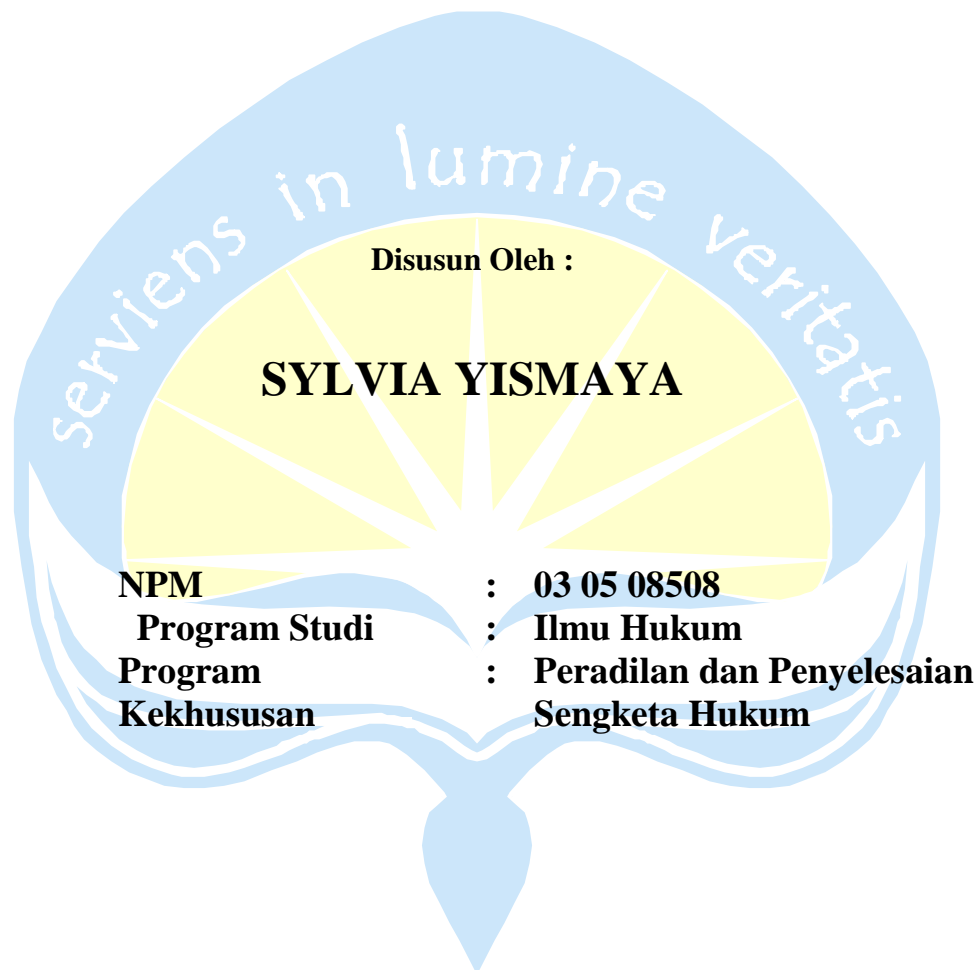 serviens in lumine veritatis
Disusun Oleh :
SYLVIA YISMAYA
NPM : 03 05 08508
Program Studi : Ilmu Hukum
Program : Peradilan dan Penyelesaian
Kekhususan Sengketa Hukum